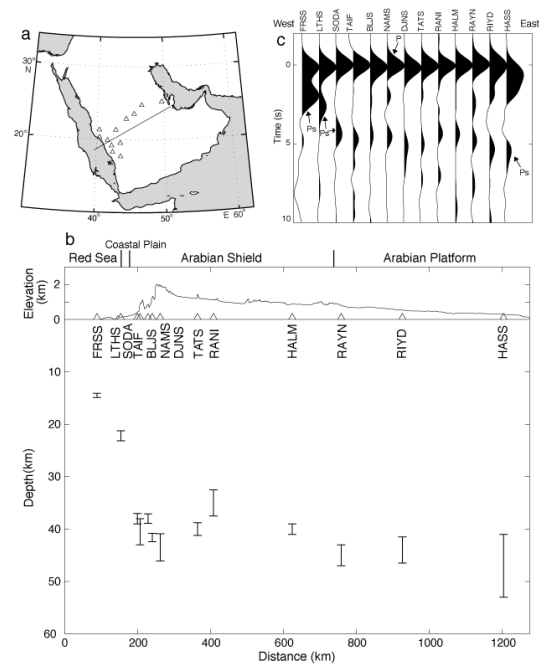 a
30°
N
20°
40°
50°
E 60°
West
East
FRSS
LTHS
SODA
TAIF
BLJS
NAMS
DJNS
TATS
RANI
HALM
RAYN
RIYD
HASS
c
P
0
Ps
Ps
Ps
5
10
Time (s)
b
Coastal Plain
Red Sea
Arabian Shield
Arabian Platform
Elevation
(km)
2
0
FRSS
LTHS
SODA
TAIF
BLJS
NAMS
DJNS
TATS
RANI
HALM
RAYN
RIYD
HASS
Depth(km)
10
20
30
40
50
60
0
200
400
600
800
1000
1200
Distance (km)